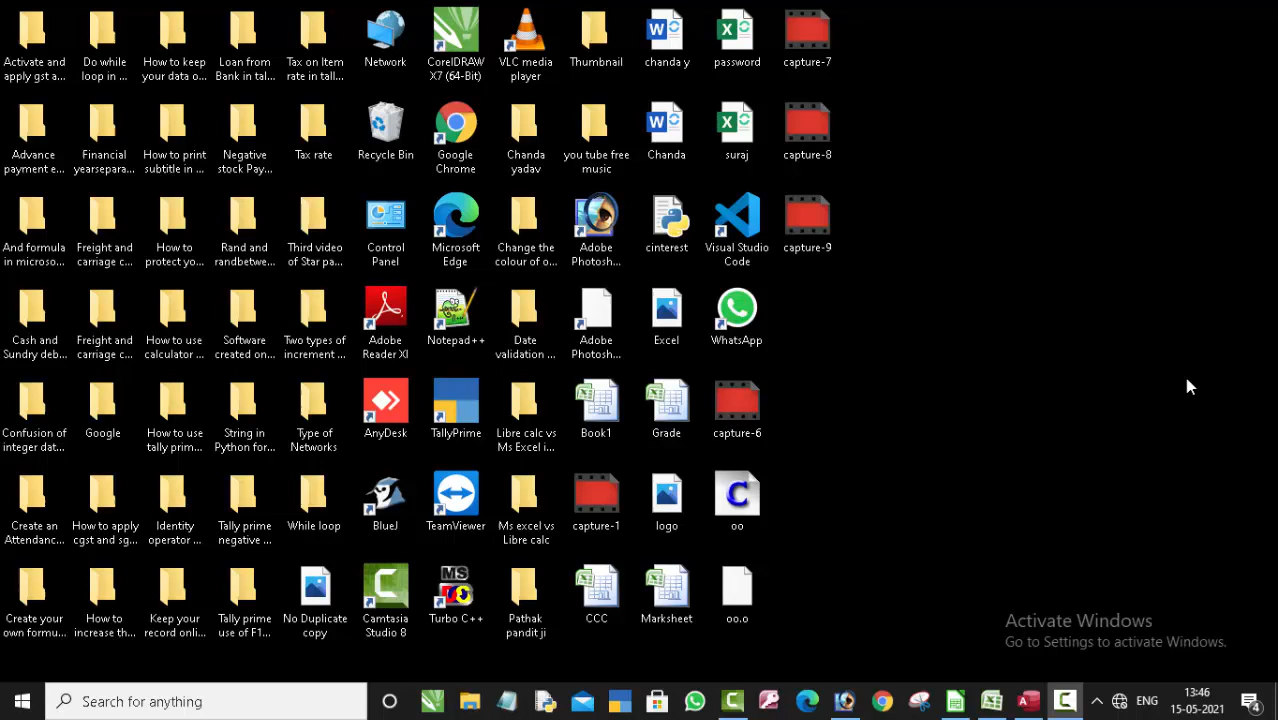 Activate and
apply gst a...
Do while
loop in ...
How to keep
your data o...
Loan from
Bank in tall...
Tax on Item
rate in tall...
Network
CorelDRAW
X7 (64-Bit)
VLC media
player
Thumbnail
chanda y
password
capture-7
Advance
payment e...
Financial
yearsepara...
How to print
subtitle in ...
Negative
stock Pay...
Tax rate
Recycle Bin
Google
Chrome
Chanda
yadav
you tube free
music
Chanda
suraj
capture-8
And formula
in microso...
Freight and
carriage c...
How to
protect yo...
Rand and
randbetwe...
Third video
of Star pa...
Control
Panel
Microsoft
Edge
Change the
colour of o...
Adobe
Photosh...
cinterest
Visual Studio
Code
capture-9
Cash and
Sundry deb...
Freight and
carriage c...
How to use
calculator ...
Software
created on...
Two types of
increment ...
Adobe
Reader XI
Notepad++
Date
validation ...
Adobe
Photosh...
Excel
WhatsApp
Confusion of
integer dat...
Google
How to use
tally prim...
String in
Python for...
Type of
Networks
AnyDesk
TallyPrime
Libre calc vs
Ms Excel i...
Book1
Grade
capture-6
Create an
Attendanc...
How to apply
cgst and sg...
Identity
operator ...
Tally prime
negative ...
While loop
BlueJ
TeamViewer
Ms excel vs
Libre calc
capture-1
logo
C
oo
Create your
own formu...
How to
increase th...
Keep your
record onli...
Tally prime
use of F1...
No Duplicate
copy
Camtasia
Studio 8
MS
Turbo C++
Pathak
pandit ji
CCC
Marksheet
oo.o
Activate Windows
Go to Settings to activate Windows.
Search for anything
ENG
13:46
15-05-2021
4